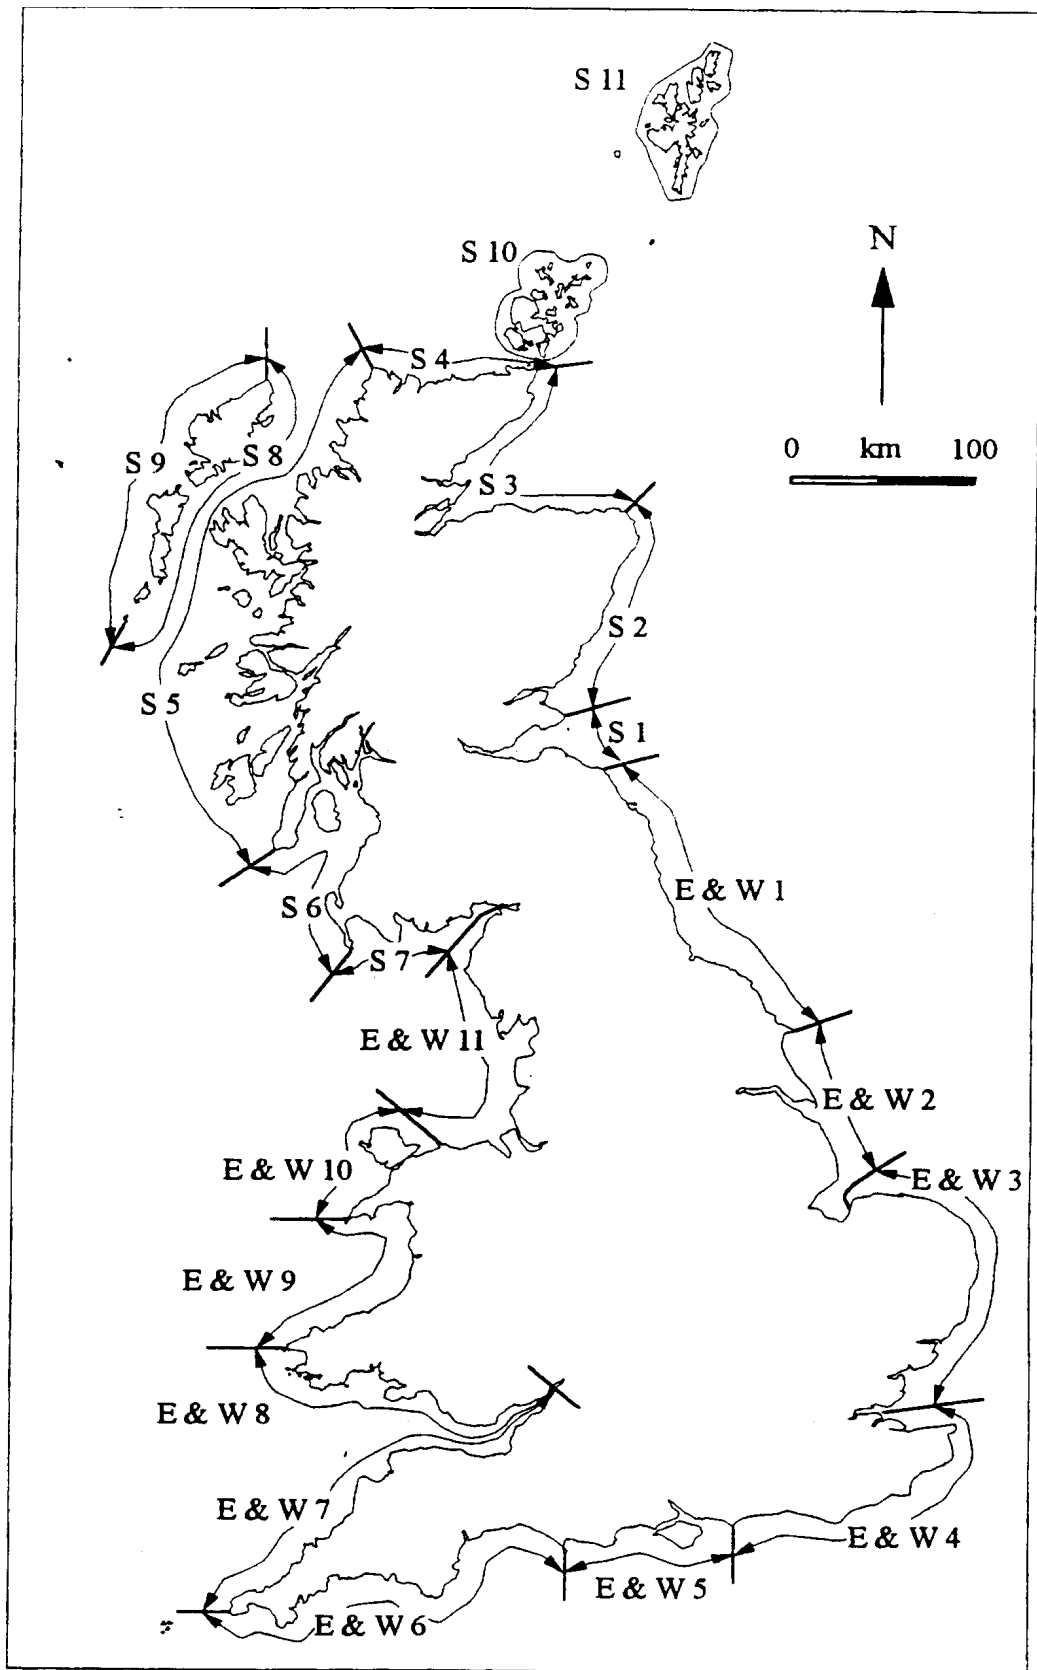 S 11
S 10
N
S 4
0 km 100
S 9
S 8
S 3
S 2
S 5
S 1
E & W 1
S 6
S 7
E & W 11
E & W 2
E & W 10
E & W 3
E & W 9
E & W 8
E & W 7
E & W 4
E & W 5
E & W 6